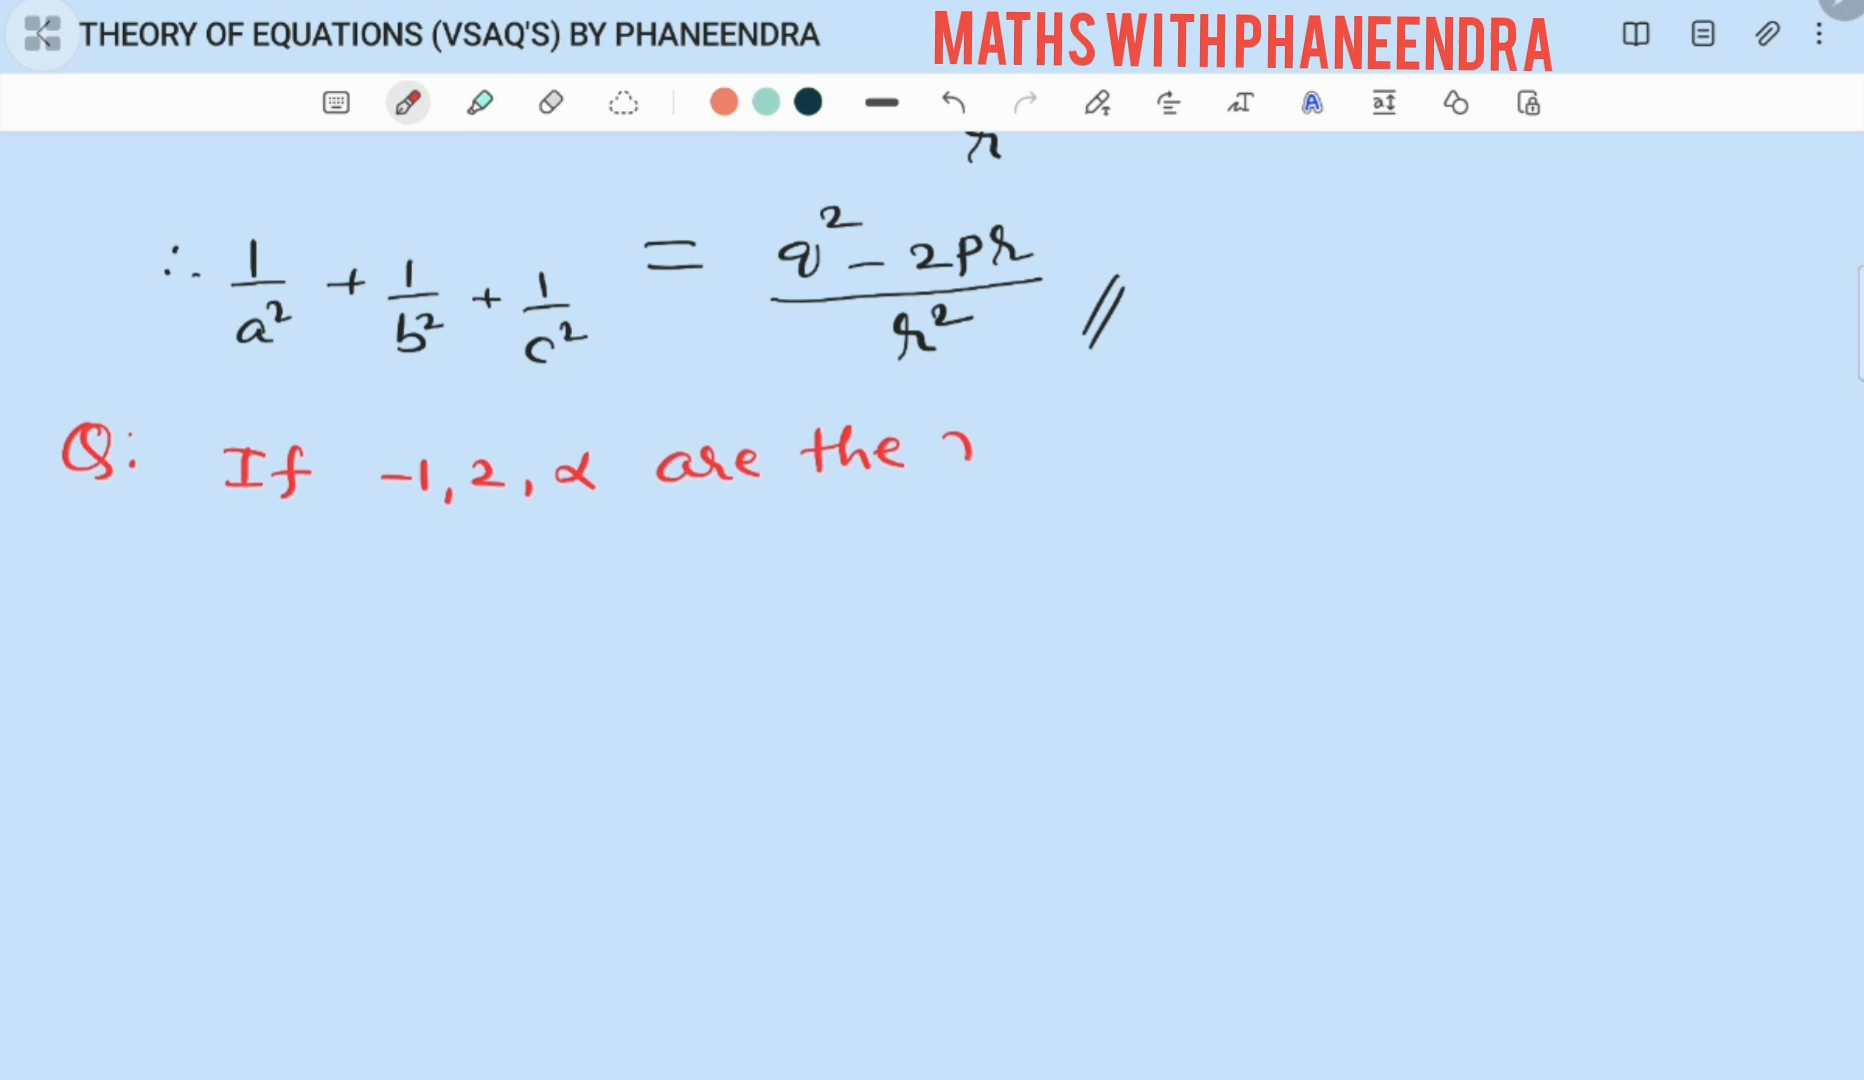 THEORY OF EQUATIONS (VSAQ'S) BY PHANEENDRA
MATHS WITH PHANEENDRA
r
∴ 1/a² + 1/b² + 1/c² = (q² - 2pr)/r² //
Q: If -1, 2, α are the